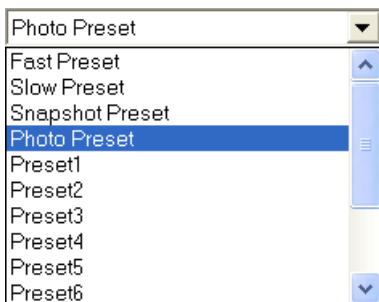 Photo Preset
Fast Preset
Slow Preset
Snapshot Preset
Photo Preset
Preset1
Preset2
Preset3
Preset4
Preset5
Preset6